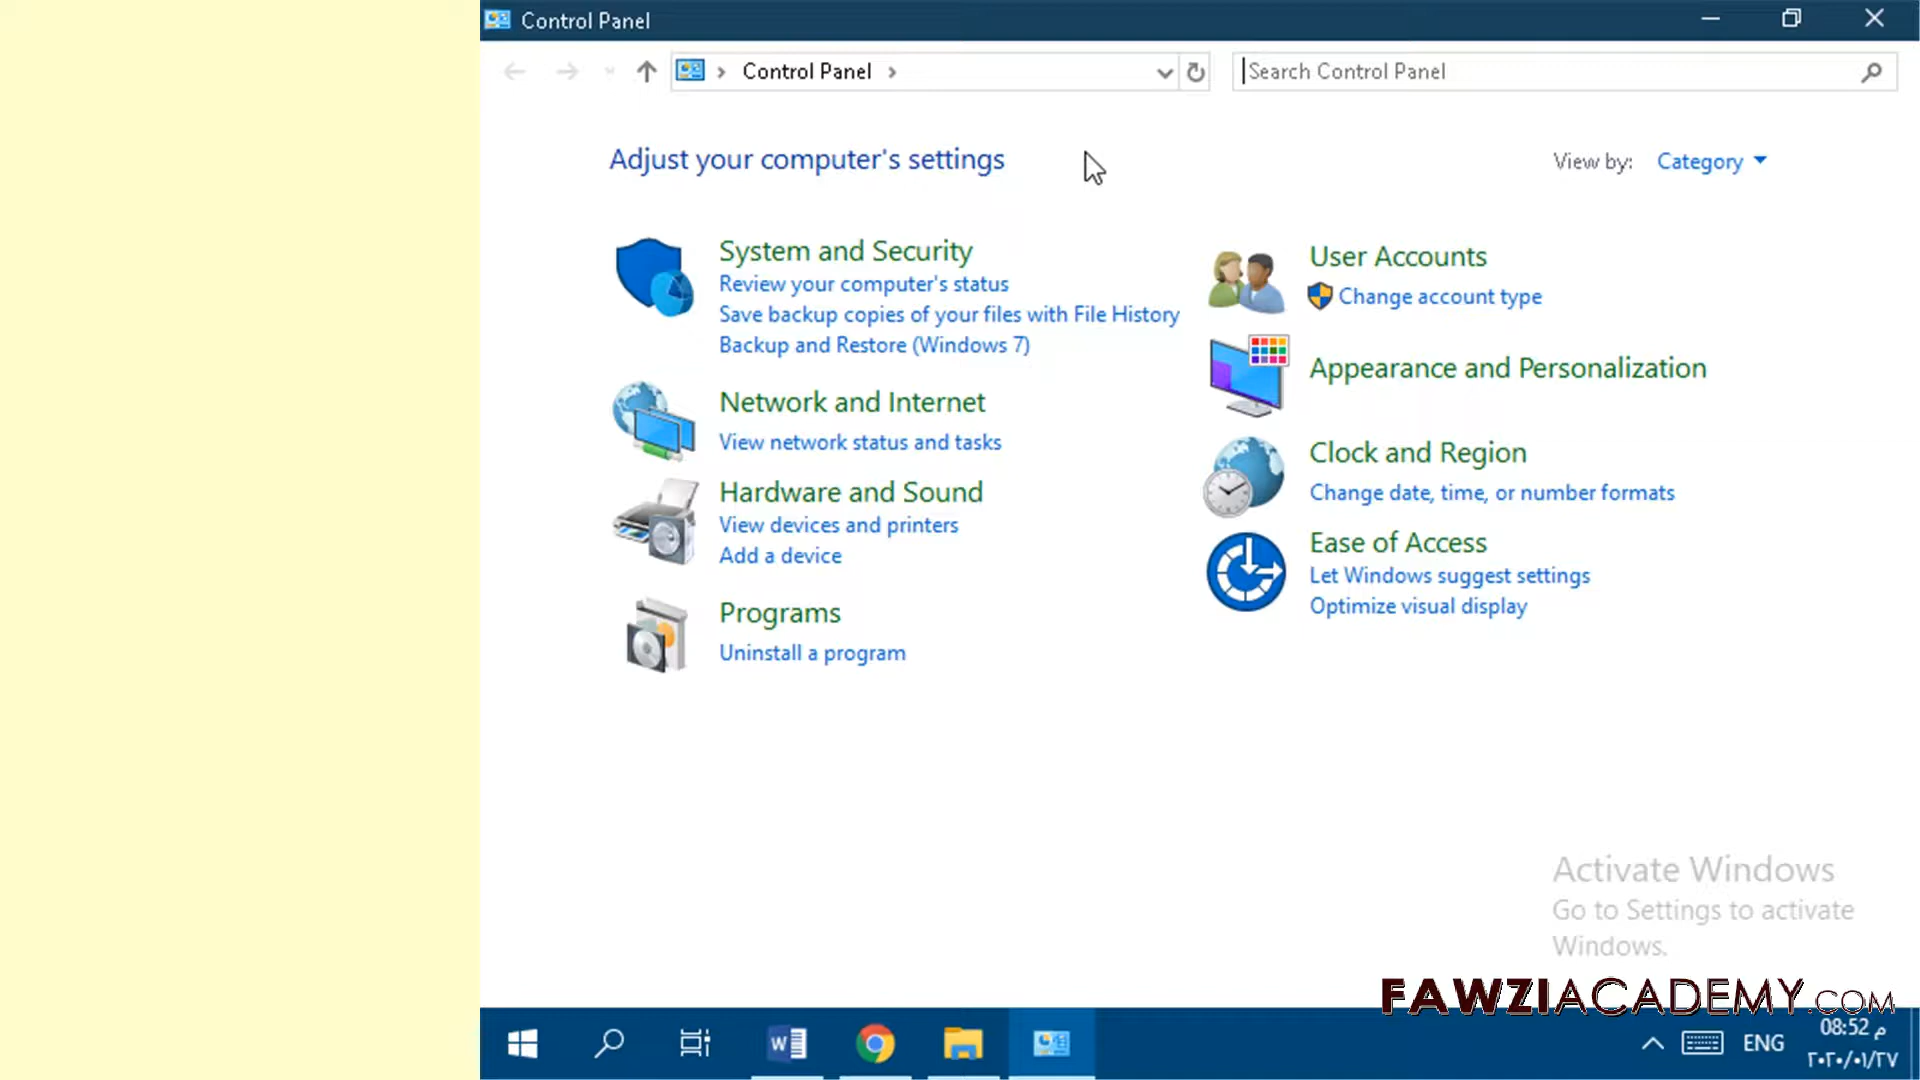 Control Panel
Control Panel
Search Control Panel
Adjust your computer's settings
View by: Category
System and Security
Review your computer's status
Save backup copies of your files with File History
Backup and Restore (Windows 7)
Network and Internet
View network status and tasks
Hardware and Sound
View devices and printers
Add a device
Programs
Uninstall a program
User Accounts
Change account type
Appearance and Personalization
Clock and Region
Change date, time, or number formats
Ease of Access
Let Windows suggest settings
Optimize visual display
Activate Windows
Go to Settings to activate
Windows.
FAWZIACADEMY.COM
W
ENG
08:52 م
٢٠٢٠/٠١/٢٧